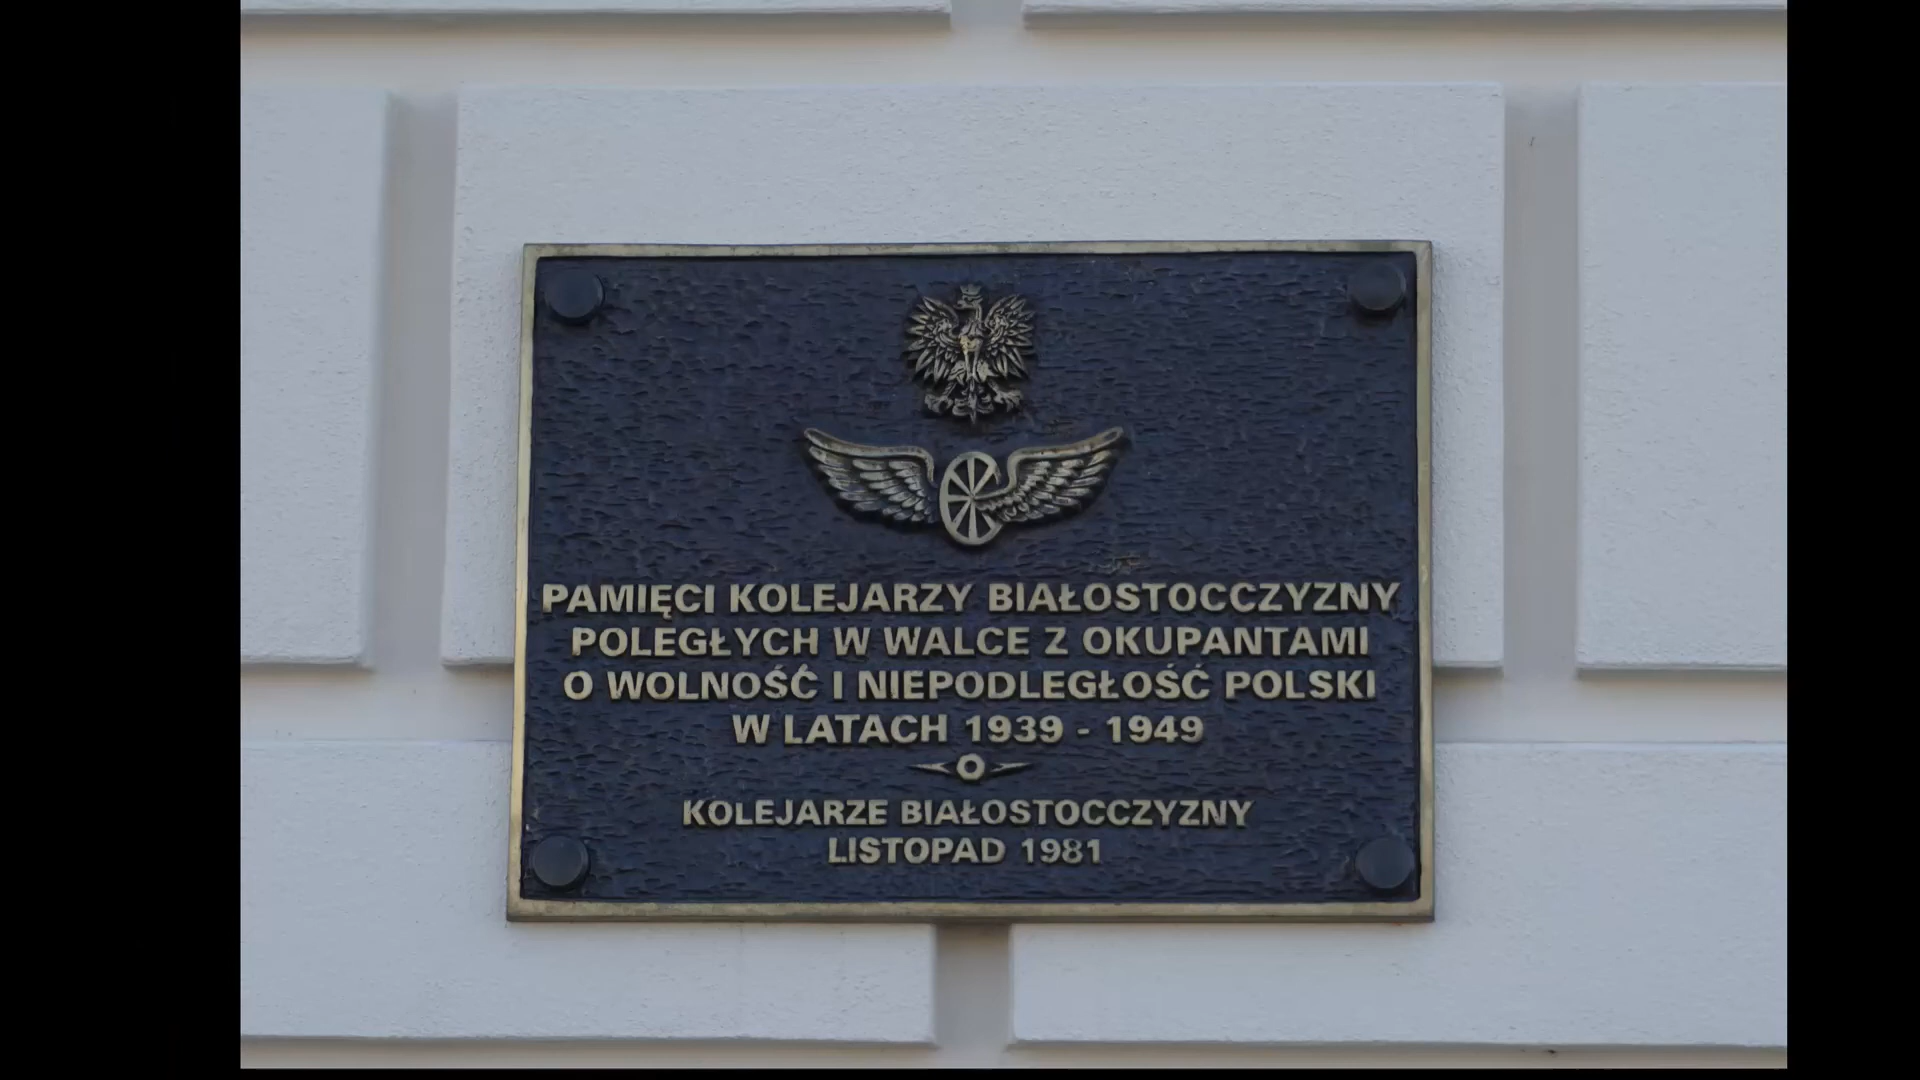 PAMIĘCI KOLEJARZY BIAŁOSTOCCZYZNY
POLEGŁYCH W WALCE Z OKUPANTAMI
O WOLNOŚĆ I NIEPODLEGŁOŚĆ POLSKI
W LATACH 1939 - 1949
KOLEJARZE BIAŁOSTOCCZYZNY
LISTOPAD 1981